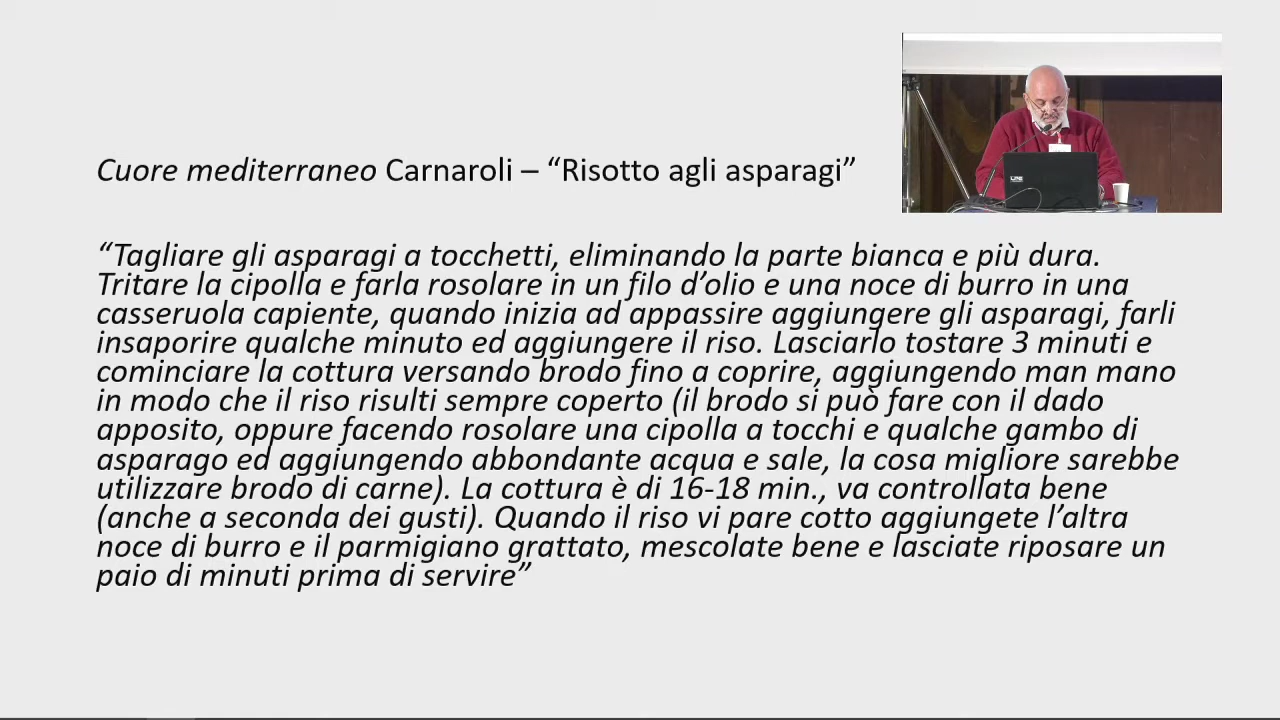 Cuore mediterraneo Carnaroli – “Risotto agli asparagi”
“Tagliare gli asparagi a tocchetti, eliminando la parte bianca e più dura.
Tritare la cipolla e farla rosolare in un filo d’olio e una noce di burro in una
casseruola capiente, quando inizia ad appassire aggiungere gli asparagi, farli
insaporire qualche minuto ed aggiungere il riso. Lasciarlo tostare 3 minuti e
cominciare la cottura versando brodo fino a coprire, aggiungendo man mano
in modo che il riso risulti sempre coperto (il brodo si può fare con il dado
apposito, oppure facendo rosolare una cipolla a tocchi e qualche gambo di
asparago ed aggiungendo abbondante acqua e sale, la cosa migliore sarebbe
utilizzare brodo di carne). La cottura è di 16-18 min., va controllata bene
(anche a seconda dei gusti). Quando il riso vi pare cotto aggiungete l’altra
noce di burro e il parmigiano grattato, mescolate bene e lasciate riposare un
paio di minuti prima di servire”